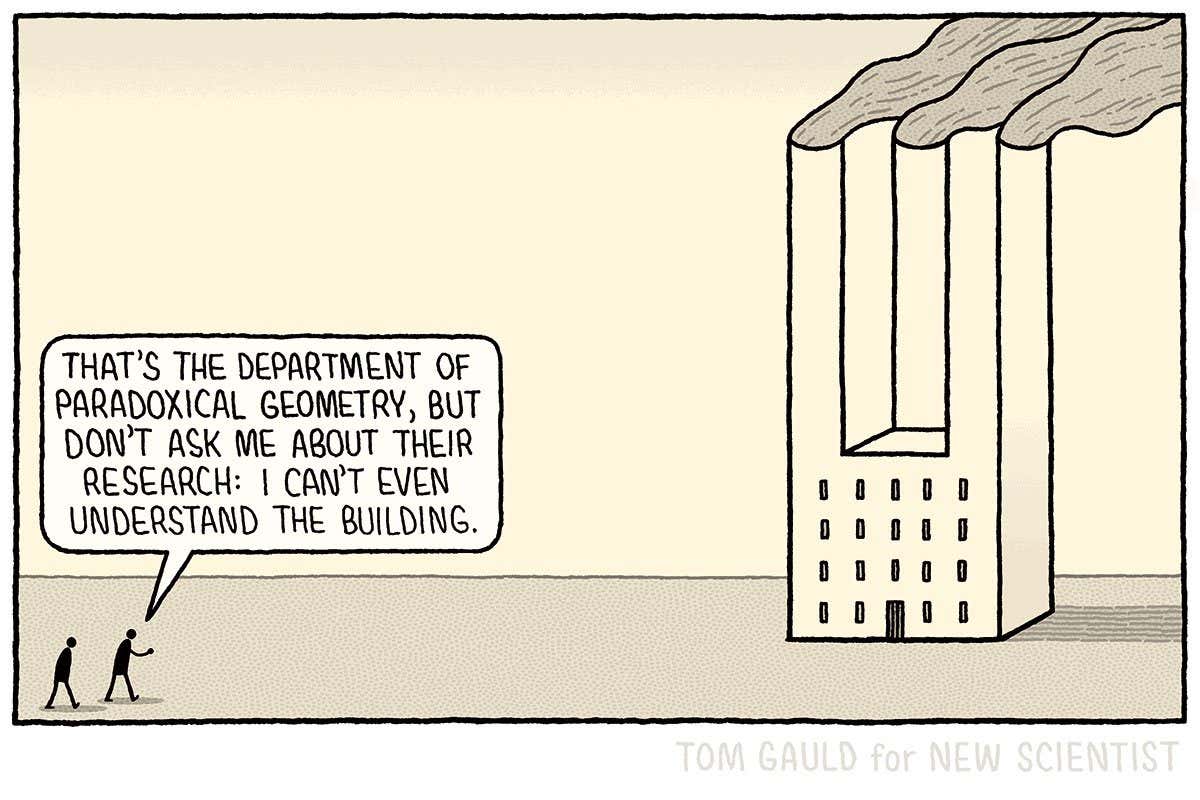 THAT'S THE DEPARTMENT OF
PARADOXICAL GEOMETRY, BUT
DON'T ASK ME ABOUT THEIR
RESEARCH: I CAN'T EVEN
UNDERSTAND THE BUILDING.
TOM GAULD for NEW SCIENTIST